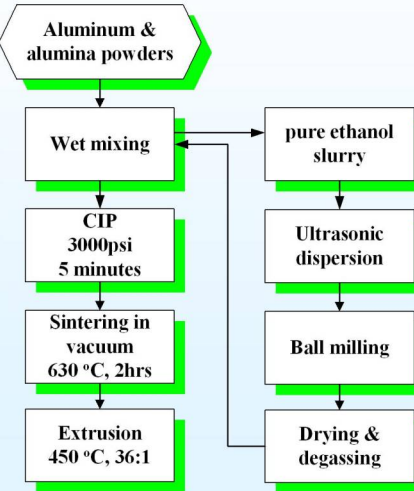 Aluminum &
alumina powders
Wet mixing
CIP
3000psi
5 minutes
Sintering in
vacuum
630 °C, 2hrs
Extrusion
450 °C, 36:1
pure ethanol
slurry
Ultrasonic
dispersion
Ball milling
Drying &
degassing